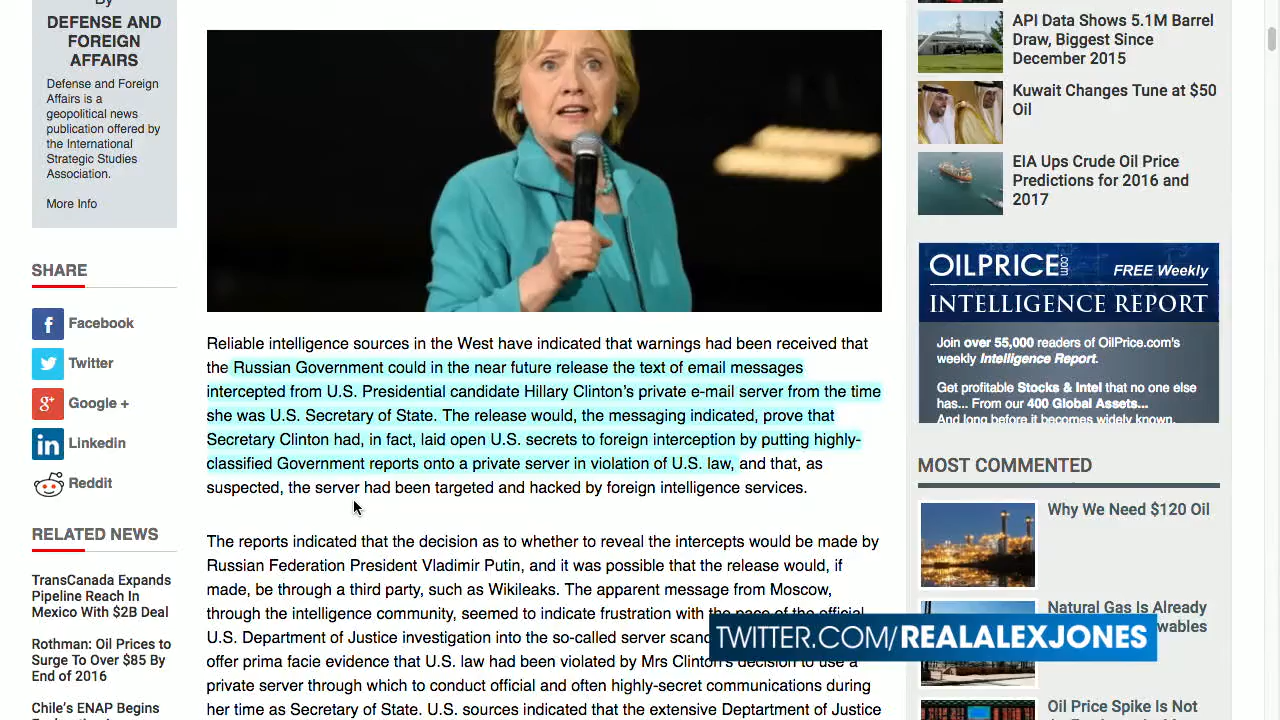 By
DEFENSE AND
FOREIGN
AFFAIRS
Defense and Foreign
Affairs is a
geopolitical news
publication offered by
the International
Strategic Studies
Association.
More Info
SHARE
Facebook
Twitter
Google +
Linkedin
Reddit
RELATED NEWS
TransCanada Expands
Pipeline Reach In
Mexico With $2B Deal
Rothman: Oil Prices to
Surge To Over $85 By
End of 2016
Chile's ENAP Begins
Reliable intelligence sources in the West have indicated that warnings had been received that
the Russian Government could in the near future release the text of email messages
intercepted from U.S. Presidential candidate Hillary Clinton's private e-mail server from the time
she was U.S. Secretary of State. The release would, the messaging indicated, prove that
Secretary Clinton had, in fact, laid open U.S. secrets to foreign interception by putting highly-
classified Government reports onto a private server in violation of U.S. law, and that, as
suspected, the server had been targeted and hacked by foreign intelligence services.
The reports indicated that the decision as to whether to reveal the intercepts would be made by
Russian Federation President Vladimir Putin, and it was possible that the release would, if
made, be through a third party, such as Wikileaks. The apparent message from Moscow,
through the intelligence community, seemed to indicate frustration with the pace of the official
U.S. Department of Justice investigation into the so-called server
offer prima facie evidence that U.S. law had been violated by Mrs Clinton's decision to use a
private server through which to conduct official and often highly-secret communications during
her time as Secretary of State. U.S. sources indicated that the extensive Deptartment of Justice
API Data Shows 5.1M Barrel
Draw, Biggest Since
December 2015
Kuwait Changes Tune at $50
Oil
EIA Ups Crude Oil Price
Predictions for 2016 and
2017
OILPRICE.com FREE Weekly
INTELLIGENCE REPORT
Join over 55,000 readers of OilPrice.com's
weekly Intelligence Report.
Get profitable Stocks & Intel that no one else
has... From our 400 Global Assets...
And long before it becomes widely known.
MOST COMMENTED
Why We Need $120 Oil
Natural Gas Is Already
Oil Price Spike Is Not
TWITTER.COM/REALALEXJONES